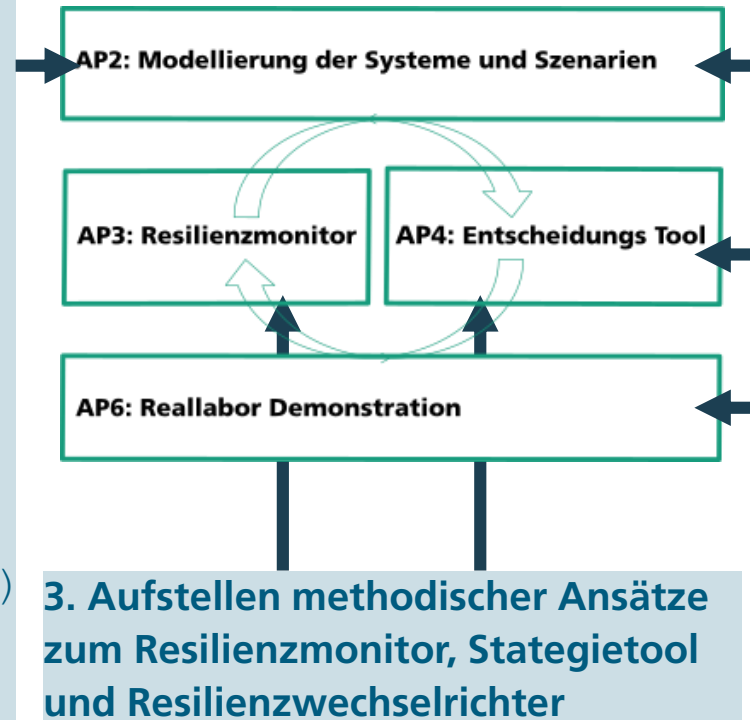 AP2: Modellierung der Systeme und Szenarien
AP3: Resilienzmonitor
AP4: Entscheidungs Tool
AP6: Reallabor Demonstration
)
3. Aufstellen methodischer Ansätze
zum Resilienzmonitor, Stategietool
und Resilienzwechselrichter